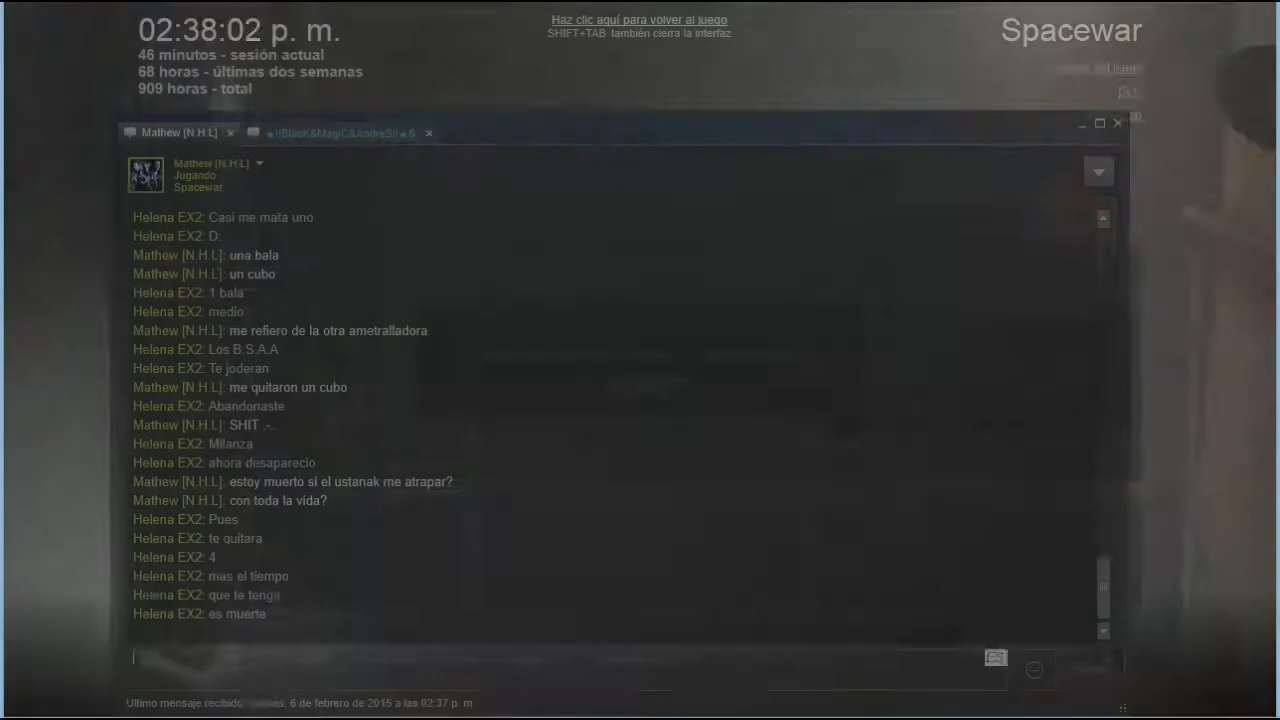 02:38:02 p. m.
46 minutos - sesión actual
68 horas - últimas dos semanas
909 horas - total
Haz clic aquí para volver al juego
SHIFT+TAB también cierra la interfaz
Spacewar
Mathew [N.H.L]
★!!BlacK&MagiC&AndreS!!★&
Mathew [N.H.L]
Jugando
Spacewar
Helena EX2: Casi me mata uno
Helena EX2: D:
Mathew [N.H.L]: una bala
Mathew [N.H.L]: un cubo
Helena EX2: 1 bala
Helena EX2: medio
Mathew [N.H.L]: me refiero de la otra ametralladora
Helena EX2: Los B.S.A.A
Helena EX2: Te joderan
Mathew [N.H.L]: me quitaron un cubo
Helena EX2: Abandonaste
Mathew [N.H.L]: SHIT .-.
Helena EX2: Milanza
Helena EX2: ahora desaparecio
Mathew [N.H.L]: estoy muerto si el ustanak me atrapar?
Mathew [N.H.L]: con toda la vida?
Helena EX2: Pues
Helena EX2: te quitara
Helena EX2: 4
Helena EX2: mas el tiempo
Helena EX2: que te tenga
Helena EX2: es muerte
Último mensaje recibido: 6 de febrero de 2015 a las 02:37 p. m